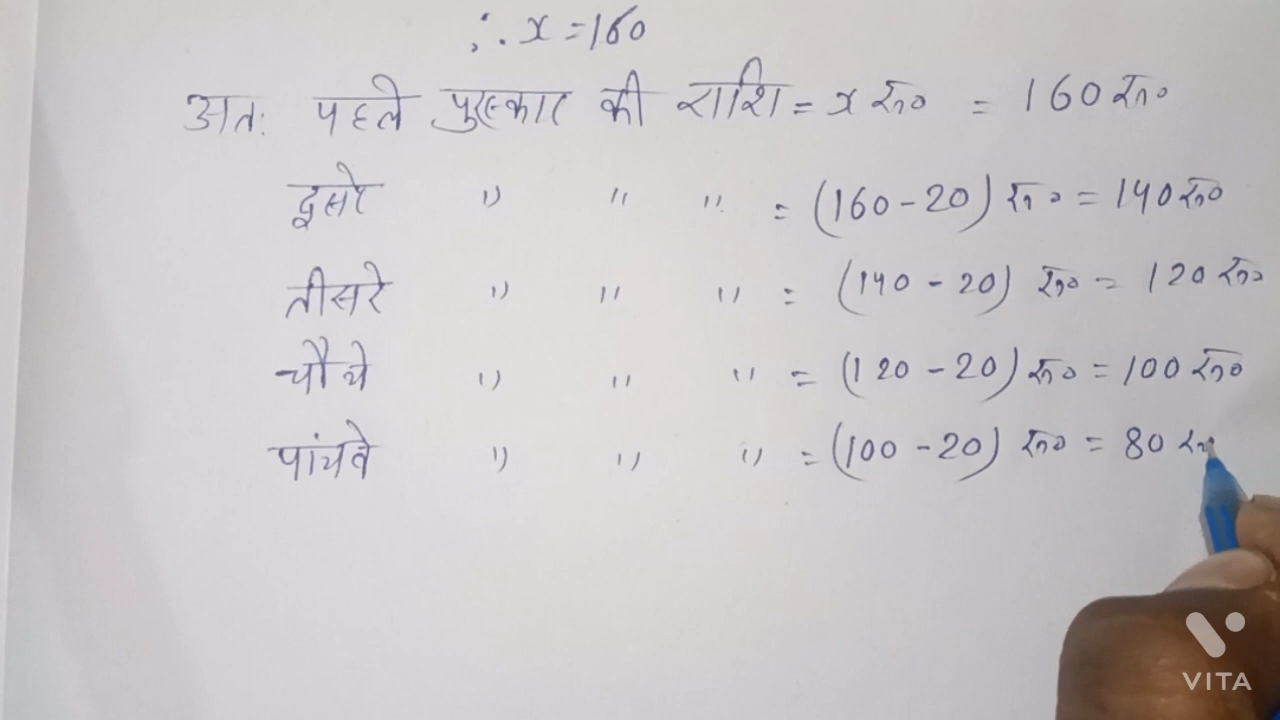 ∴ x = 160
अतः पहले पुरस्कार की राशि = x रु० = 160 रु०
दूसरे " " " = (160 - 20) रु० = 140 रु०
तीसरे " " " = (140 - 20) रु० = 120 रु०
चौथे " " " = (120 - 20) रु० = 100 रु०
पांचवे " " " = (100 - 20) रु० = 80 रु
VITA